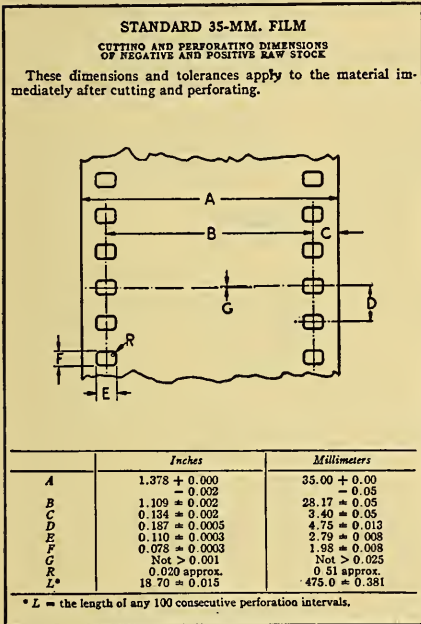 STANDARD 35-MM. FILM
CUTTING AND PERFORATING DIMENSIONS
OF NEGATIVE AND POSITIVE RAW STOCK
These dimensions and tolerances apply to the material im-
mediately after cutting and perforating.
A
B
C
G
D
R
F
E
Inches Millimeters
A 1.378 + 0.000 35.00 + 0.00
- 0.002 - 0.05
B 1.109 ± 0.002 28.17 ± 0.05
C 0.134 ± 0.002 3.40 ± 0.05
D 0.187 ± 0.0005 4.75 ± 0.013
E 0.110 ± 0.0003 2.79 ± 0 008
F 0.078 ± 0.0003 1.98 ± 0.008
G Not > 0.001 Not > 0.025
R 0.020 approx. 0 51 approx.
L* 18 70 ± 0.015 475.0 ± 0.381
* L = the length of any 100 consecutive perforation intervals.